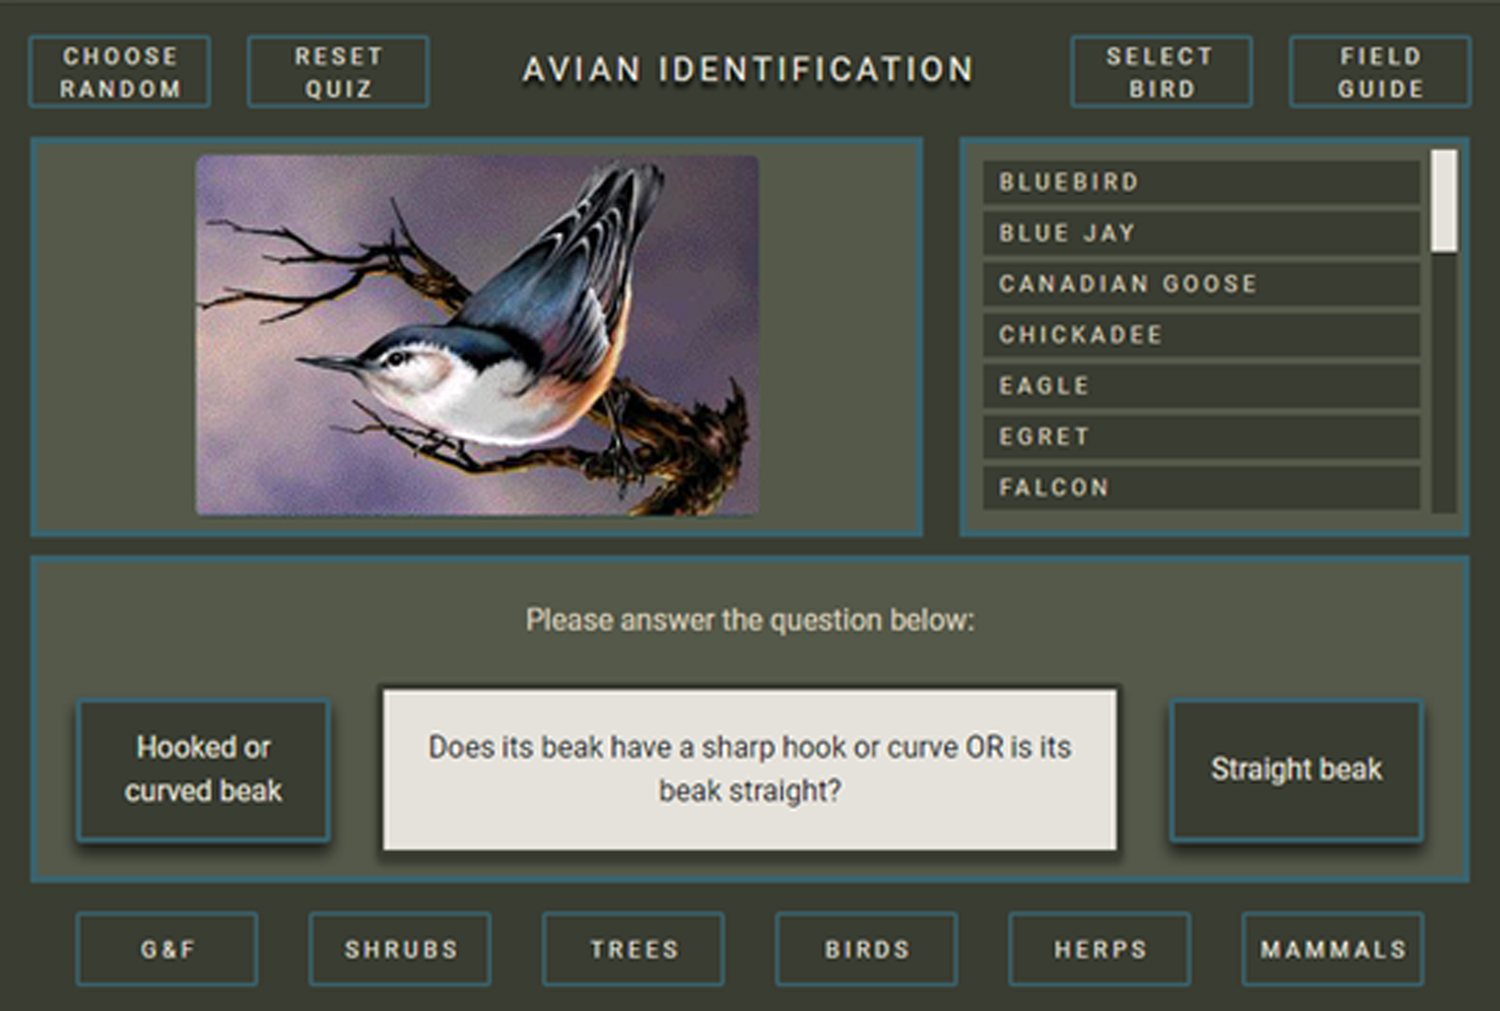 CHOOSE
RANDOM
RESET
QUIZ
AVIAN IDENTIFICATION
SELECT
BIRD
FIELD
GUIDE
BLUEBIRD
BLUE JAY
CANADIAN GOOSE
CHICKADEE
EAGLE
EGRET
FALCON
Please answer the question below:
Hooked or
curved beak
Does its beak have a sharp hook or curve OR is its
beak straight?
Straight beak
G&F
SHRUBS
TREES
BIRDS
HERPS
MAMMALS